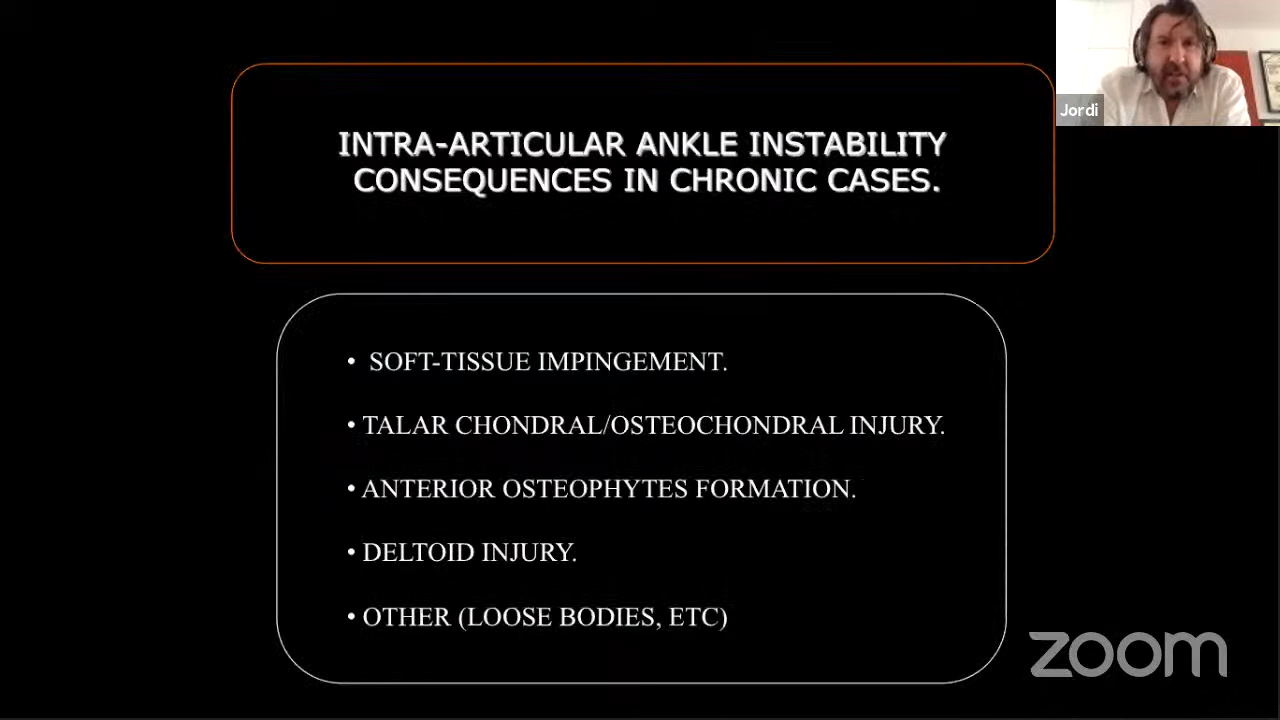 Jordi
INTRA-ARTICULAR ANKLE INSTABILITY
CONSEQUENCES IN CHRONIC CASES.
• SOFT-TISSUE IMPINGEMENT.
• TALAR CHONDRAL/OSTEOCHONDRAL INJURY.
• ANTERIOR OSTEOPHYTES FORMATION.
• DELTOID INJURY.
• OTHER (LOOSE BODIES, ETC)
zoom